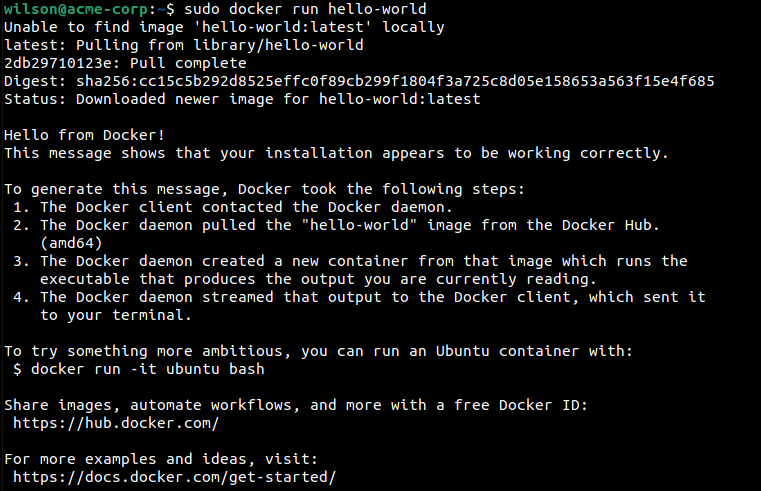 wilson@acme-corp:~$ sudo docker run hello-world
Unable to find image 'hello-world:latest' locally
latest: Pulling from library/hello-world
2db29710123e: Pull complete
Digest: sha256:cc15c5b292d8525effc0f89cb299f1804f3a725c8d05e158653a563f15e4f685
Status: Downloaded newer image for hello-world:latest

Hello from Docker!
This message shows that your installation appears to be working correctly.

To generate this message, Docker took the following steps:
 1. The Docker client contacted the Docker daemon.
 2. The Docker daemon pulled the "hello-world" image from the Docker Hub.
    (amd64)
 3. The Docker daemon created a new container from that image which runs the
    executable that produces the output you are currently reading.
 4. The Docker daemon streamed that output to the Docker client, which sent it
    to your terminal.

To try something more ambitious, you can run an Ubuntu container with:
 $ docker run -it ubuntu bash

Share images, automate workflows, and more with a free Docker ID:
 https://hub.docker.com/

For more examples and ideas, visit:
 https://docs.docker.com/get-started/